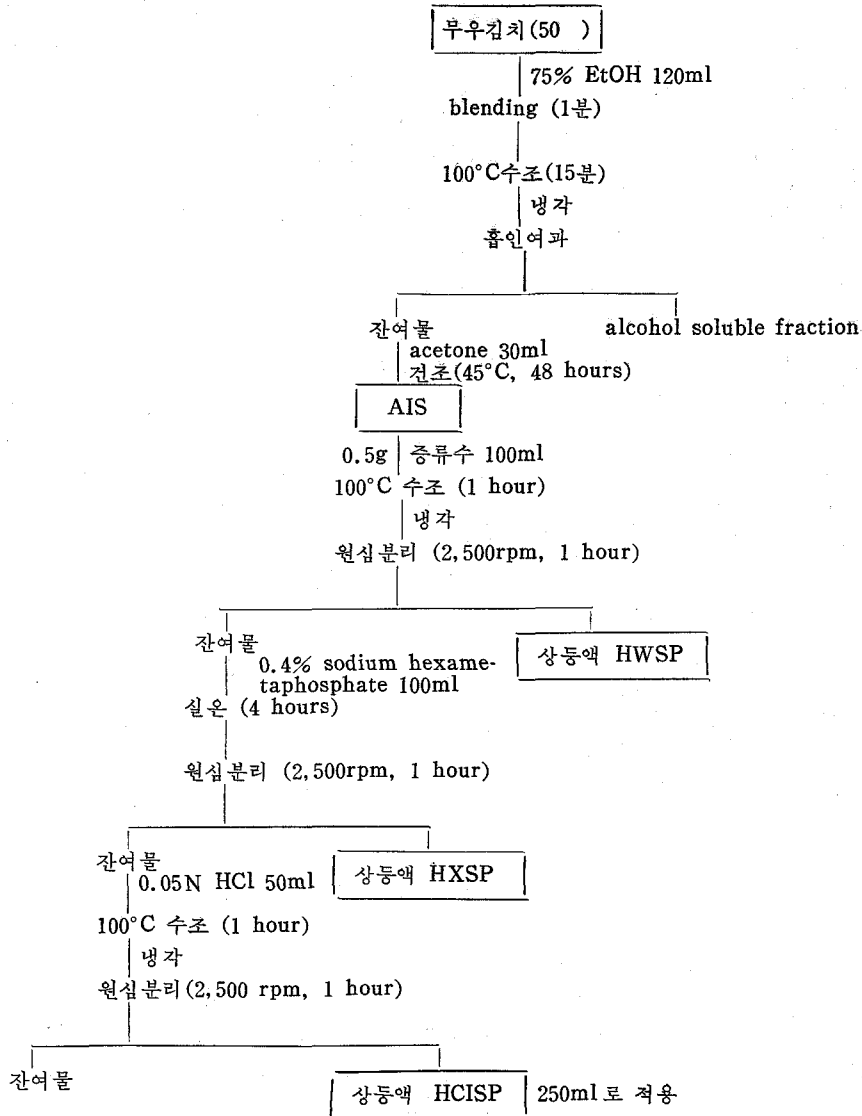 무우김치(50 )
75% EtOH 120ml
blending (1분)
100°C수조(15분)
냉각
흡인여과
잔여물
alcohol soluble fraction
acetone 30ml
건조(45°C, 48 hours)
AIS
0.5g 증류수 100ml
100°C 수조 (1 hour)
냉각
원심분리 (2,500rpm, 1 hour)
잔여물
상등액 HWSP
0.4% sodium hexame-
taphosphate 100ml
실온 (4 hours)
원심분리 (2,500rpm, 1 hour)
잔여물
상등액 HXSP
0.05N HCl 50ml
100°C 수조 (1 hour)
냉각
원심분리(2,500 rpm, 1 hour)
잔여물
상등액 HCISP 250ml로 적용